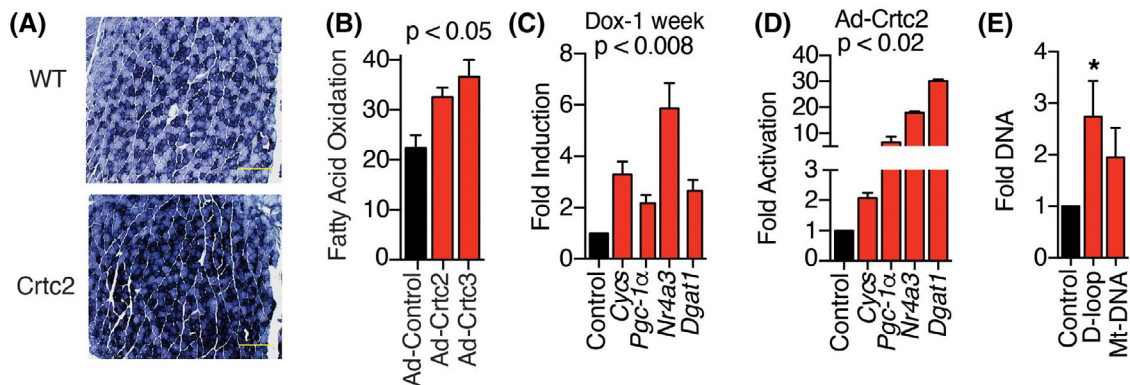 (A)
WT
Crtc2
(B)
p < 0.05
Fatty Acid Oxidation
40
30
20
10
0
Ad-Control
Ad-Crtc2
Ad-Crtc3
(C)
Dox-1 week
p < 0.008
Fold Induction
8
6
4
2
0
Control
Cycs
Pgc-1α
Nr4a3
Dgat1
(D)
Ad-Crtc2
p < 0.02
Fold Activation
40
30
20
10
2
1
0
Control
Cycs
Pgc-1α
Nr4a3
Dgat1
(E)
Fold DNA
4
3
2
1
0
*
Control
D-loop
Mt-DNA